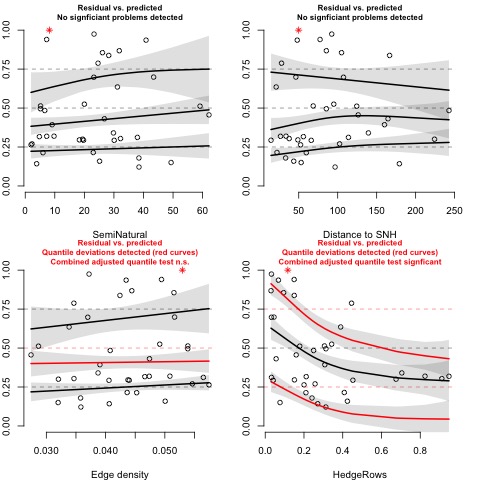 Residual vs. predicted
No signficiant problems detected
0.00 0.25 0.50 0.75 1.00
0 10 20 30 40 50 60
SemiNatural
Residual vs. predicted
No signficiant problems detected
0.00 0.25 0.50 0.75 1.00
50 100 150 200 250
Distance to SNH
Residual vs. predicted
Quantile deviations detected (red curves)
Combined adjusted quantile test n.s.
0.00 0.25 0.50 0.75 1.00
0.030 0.040 0.050
Edge density
Residual vs. predicted
Quantile deviations detected (red curves)
Combined adjusted quantile test signficant
0.00 0.25 0.50 0.75 1.00
0.0 0.2 0.4 0.6 0.8
HedgeRows